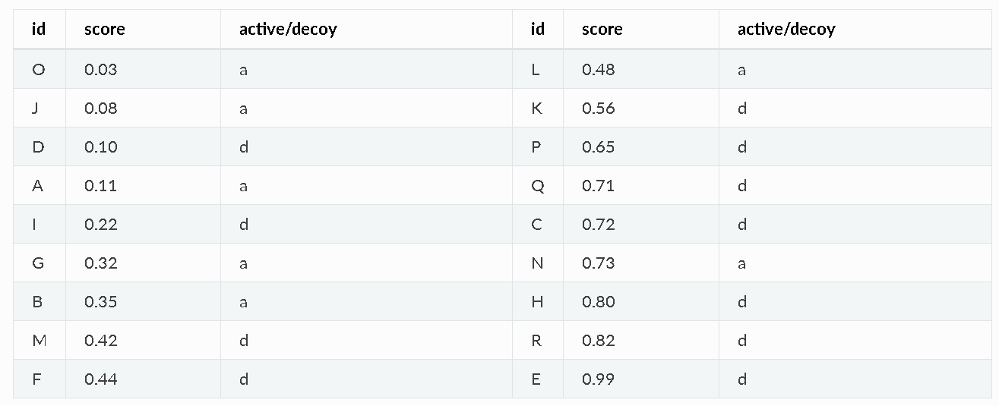 id score active/decoy id score active/decoy
O 0.03 a L 0.48 a
J 0.08 a K 0.56 d
D 0.10 d P 0.65 d
A 0.11 a Q 0.71 d
I 0.22 d C 0.72 d
G 0.32 a N 0.73 a
B 0.35 a H 0.80 d
M 0.42 d R 0.82 d
F 0.44 d E 0.99 d